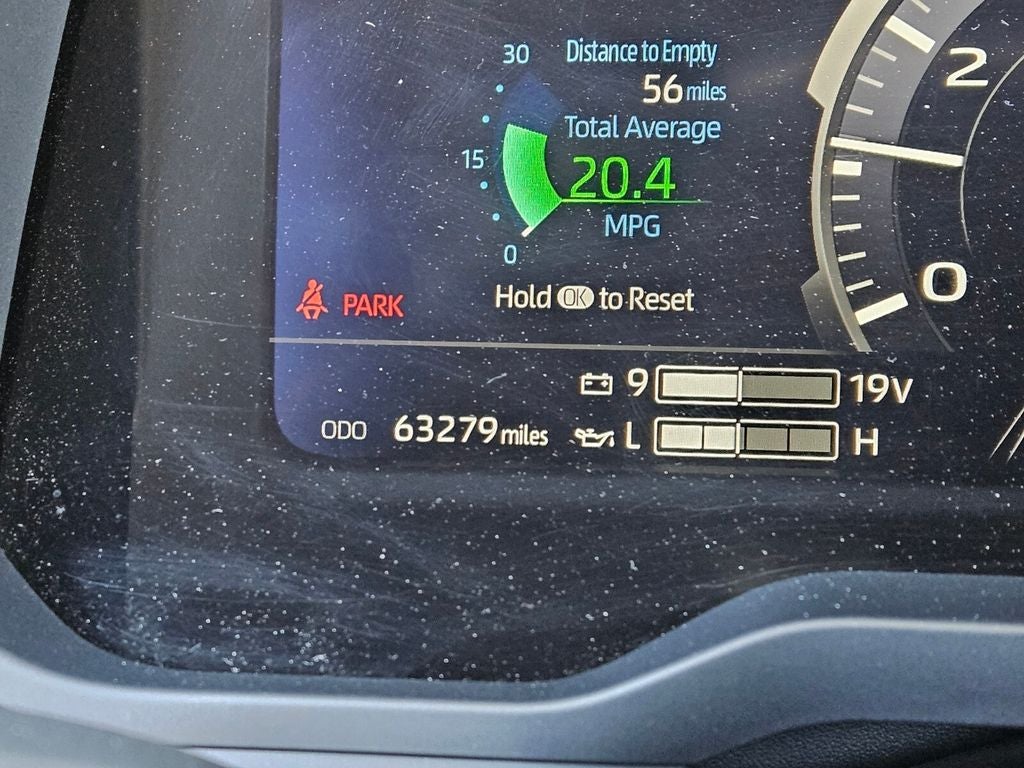 30
Distance to Empty
56 miles
Total Average
15
20.4
MPG
0
Hold OK to Reset
PARK
2
0
9
19V
ODO 63279 miles
L
H